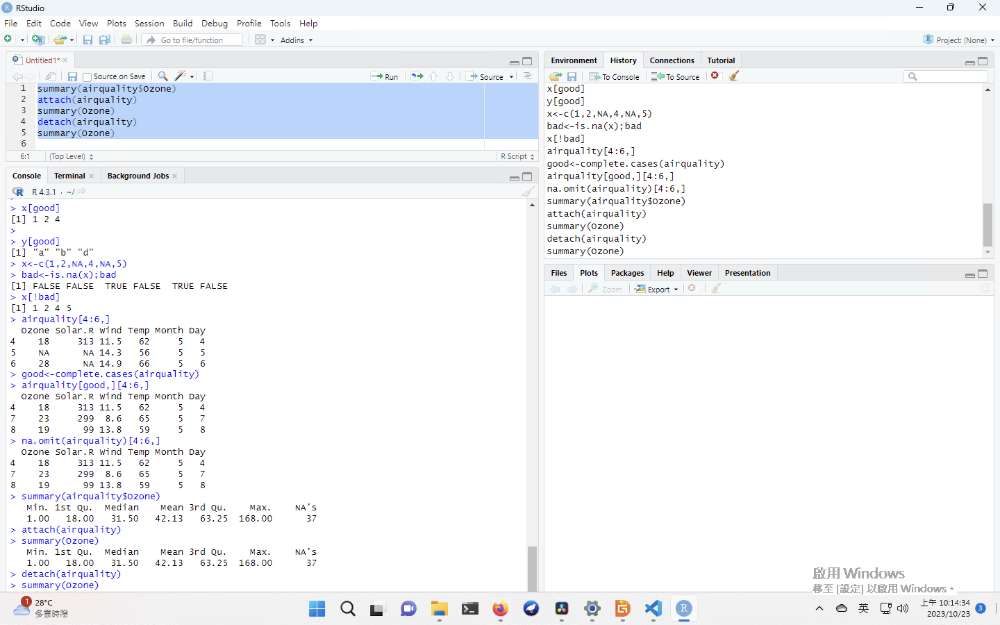 RStudio
File Edit Code View Plots Session Build Debug Profile Tools Help
Go to file/function Addins Project: (None)
Untitled1*
Source on Save Run Source
1 summary(airquality$Ozone)
2 attach(airquality)
3 summary(Ozone)
4 detach(airquality)
5 summary(Ozone)
6
6:1 (Top Level) R Script
Console Terminal Background Jobs
R 4.3.1 · ~/
> x[good]
[1] 1 2 4
>
> y[good]
[1] "a" "b" "d"
> x<-c(1,2,NA,4,NA,5)
> bad<-is.na(x);bad
[1] FALSE FALSE  TRUE FALSE  TRUE FALSE
> x[!bad]
[1] 1 2 4 5
> airquality[4:6,]
  Ozone Solar.R Wind Temp Month Day
4    18     313 11.5   62     5   4
5    NA      NA 14.3   56     5   5
6    28      NA 14.9   66     5   6
> good<-complete.cases(airquality)
> airquality[good,][4:6,]
  Ozone Solar.R Wind Temp Month Day
4    18     313 11.5   62     5   4
7    23     299  8.6   65     5   7
8    19      99 13.8   59     5   8
> na.omit(airquality)[4:6,]
  Ozone Solar.R Wind Temp Month Day
4    18     313 11.5   62     5   4
7    23     299  8.6   65     5   7
8    19      99 13.8   59     5   8
> summary(airquality$Ozone)
   Min. 1st Qu.  Median    Mean 3rd Qu.    Max.    NA's
   1.00   18.00   31.50   42.13   63.25  168.00      37
> attach(airquality)
> summary(Ozone)
   Min. 1st Qu.  Median    Mean 3rd Qu.    Max.    NA's
   1.00   18.00   31.50   42.13   63.25  168.00      37
> detach(airquality)
> summary(Ozone)
Environment History Connections Tutorial
To Console To Source
x[good]
y[good]
x<-c(1,2,NA,4,NA,5)
bad<-is.na(x);bad
x[!bad]
airquality[4:6,]
good<-complete.cases(airquality)
airquality[good,][4:6,]
na.omit(airquality)[4:6,]
summary(airquality$Ozone)
attach(airquality)
summary(Ozone)
detach(airquality)
summary(Ozone)
Files Plots Packages Help Viewer Presentation
Zoom Export
啟用 Windows
移至 [設定] 以啟用 Windows。
1 28°C
多雲時陰
英
上午 10:14:34
2023/10/23
3